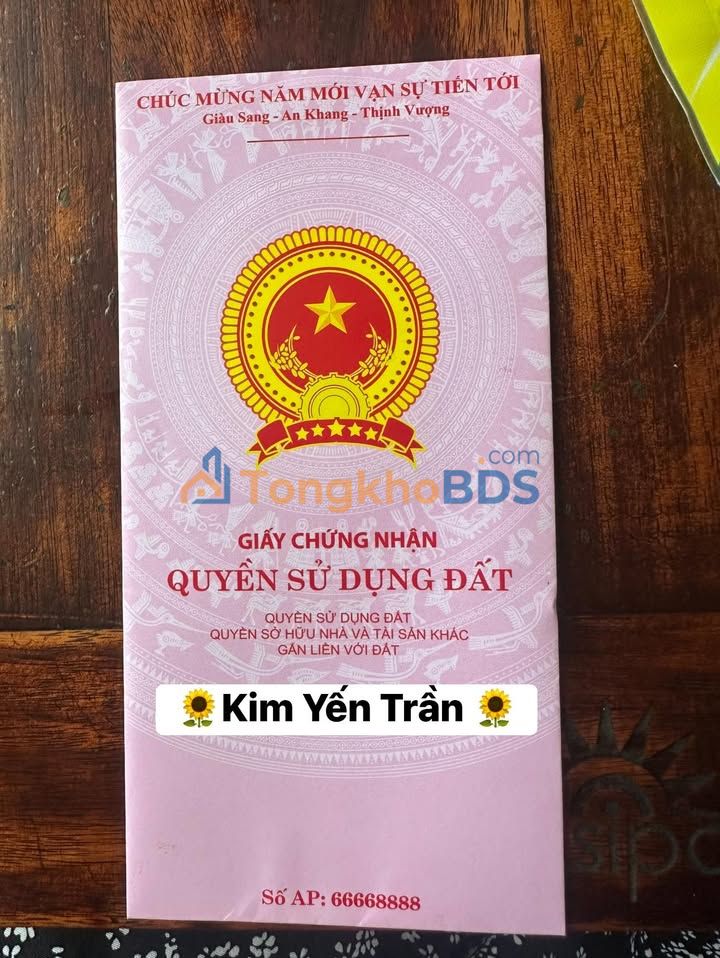 CHÚC MỪNG NĂM MỚI VẠN SỰ TIẾN TỚI
Giàu Sang - An Khang - Thịnh Vượng
TongkhoBDS.com
GIẤY CHỨNG NHẬN
QUYỀN SỬ DỤNG ĐẤT
QUYỀN SỬ DỤNG ĐẤT
QUYỀN SỞ HỮU NHÀ VÀ TÀI SẢN KHÁC
GẮN LIỀN VỚI ĐẤT
🌻Kim Yến Trần 🌻
Số AP: 66668888